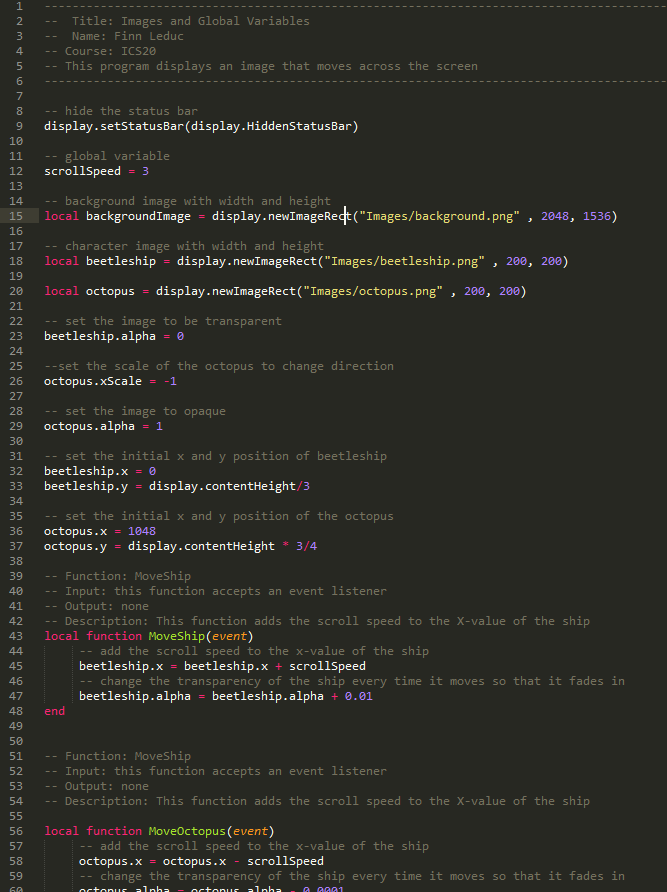 1 --------------------------------------------------------------------------------
2 -- Title: Images and Global Variables
3 -- Name: Finn Leduc
4 -- Course: ICS20
5 -- This program displays an image that moves across the screen
6 --------------------------------------------------------------------------------
7
8 -- hide the status bar
9 display.setStatusBar(display.HiddenStatusBar)
10
11 -- global variable
12 scrollSpeed = 3
13
14 -- background image with width and height
15 local backgroundImage = display.newImageRect("Images/background.png" , 2048, 1536)
16
17 -- character image with width and height
18 local beetleship = display.newImageRect("Images/beetleship.png" , 200, 200)
19
20 local octopus = display.newImageRect("Images/octopus.png" , 200, 200)
21
22 -- set the image to be transparent
23 beetleship.alpha = 0
24
25 --set the scale of the octopus to change direction
26 octopus.xScale = -1
27
28 -- set the image to opaque
29 octopus.alpha = 1
30
31 -- set the initial x and y position of beetleship
32 beetleship.x = 0
33 beetleship.y = display.contentHeight/3
34
35 -- set the initial x and y position of the octopus
36 octopus.x = 1048
37 octopus.y = display.contentHeight * 3/4
38
39 -- Function: MoveShip
40 -- Input: this function accepts an event listener
41 -- Output: none
42 -- Description: This function adds the scroll speed to the X-value of the ship
43 local function MoveShip(event)
44 -- add the scroll speed to the x-value of the ship
45 beetleship.x = beetleship.x + scrollSpeed
46 -- change the transparency of the ship every time it moves so that it fades in
47 beetleship.alpha = beetleship.alpha + 0.01
48 end
49
50
51 -- Function: MoveShip
52 -- Input: this function accepts an event listener
53 -- Output: none
54 -- Description: This function adds the scroll speed to the X-value of the ship
55
56 local function MoveOctopus(event)
57 -- add the scroll speed to the x-value of the ship
58 octopus.x = octopus.x - scrollSpeed
59 -- change the transparency of the ship every time it moves so that it fades in
60 octopus.alpha = octopus.alpha - 0.0001